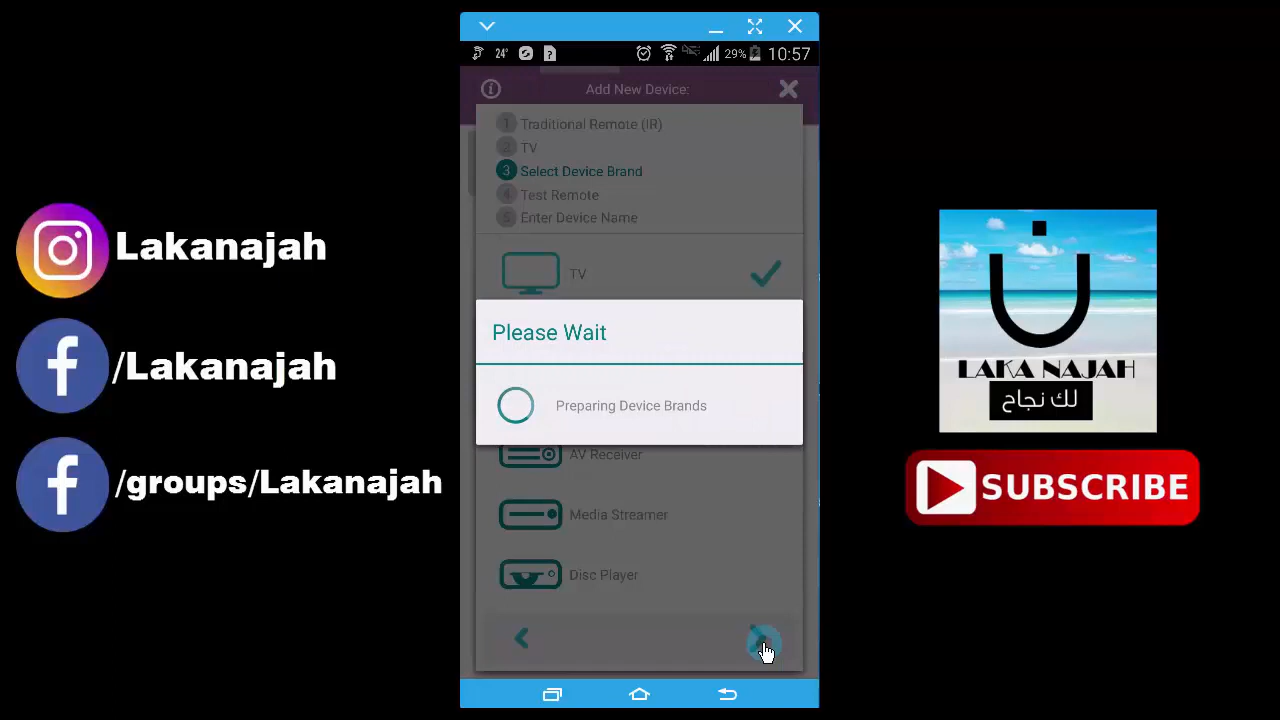 24°
29%
10:57
Add New Device:
1 Traditional Remote (IR)
2 TV
3 Select Device Brand
4 Test Remote
5 Enter Device Name
TV
Please Wait
Preparing Device Brands
AV Receiver
Media Streamer
Disc Player
Lakanajah
/Lakanajah
/groups/Lakanajah
ن
LAKA NAJAH
لك نجاح
SUBSCRIBE